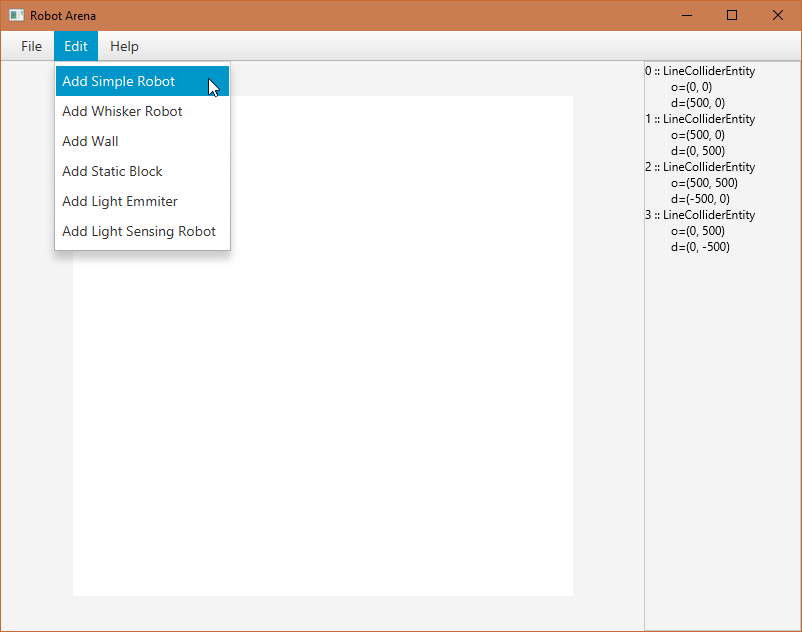 Robot Arena
File Edit Help
Add Simple Robot
Add Whisker Robot
Add Wall
Add Static Block
Add Light Emmiter
Add Light Sensing Robot
0 :: LineColliderEntity
o=(0, 0)
d=(500, 0)
1 :: LineColliderEntity
o=(500, 0)
d=(0, 500)
2 :: LineColliderEntity
o=(500, 500)
d=(-500, 0)
3 :: LineColliderEntity
o=(0, 500)
d=(0, -500)